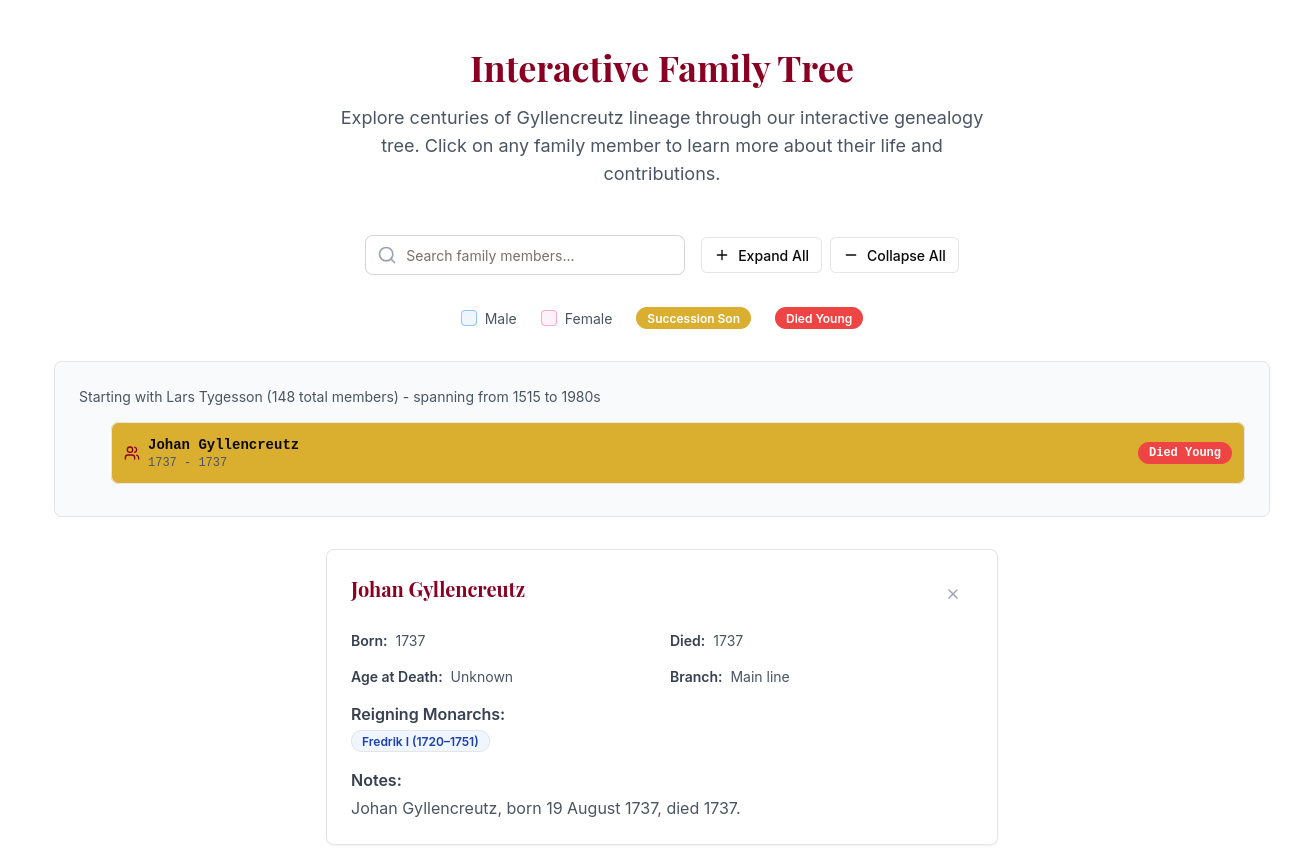 Interactive Family Tree
Explore centuries of Gyllencreutz lineage through our interactive genealogy
tree. Click on any family member to learn more about their life and
contributions.
Search family members...
Expand All
Collapse All
Male
Female
Succession Son
Died Young
Starting with Lars Tygesson (148 total members) - spanning from 1515 to 1980s
Johan Gyllencreutz
1737 - 1737
Died Young
Johan Gyllencreutz
Born: 1737
Died: 1737
Age at Death: Unknown
Branch: Main line
Reigning Monarchs:
Fredrik I (1720–1751)
Notes:
Johan Gyllencreutz, born 19 August 1737, died 1737.